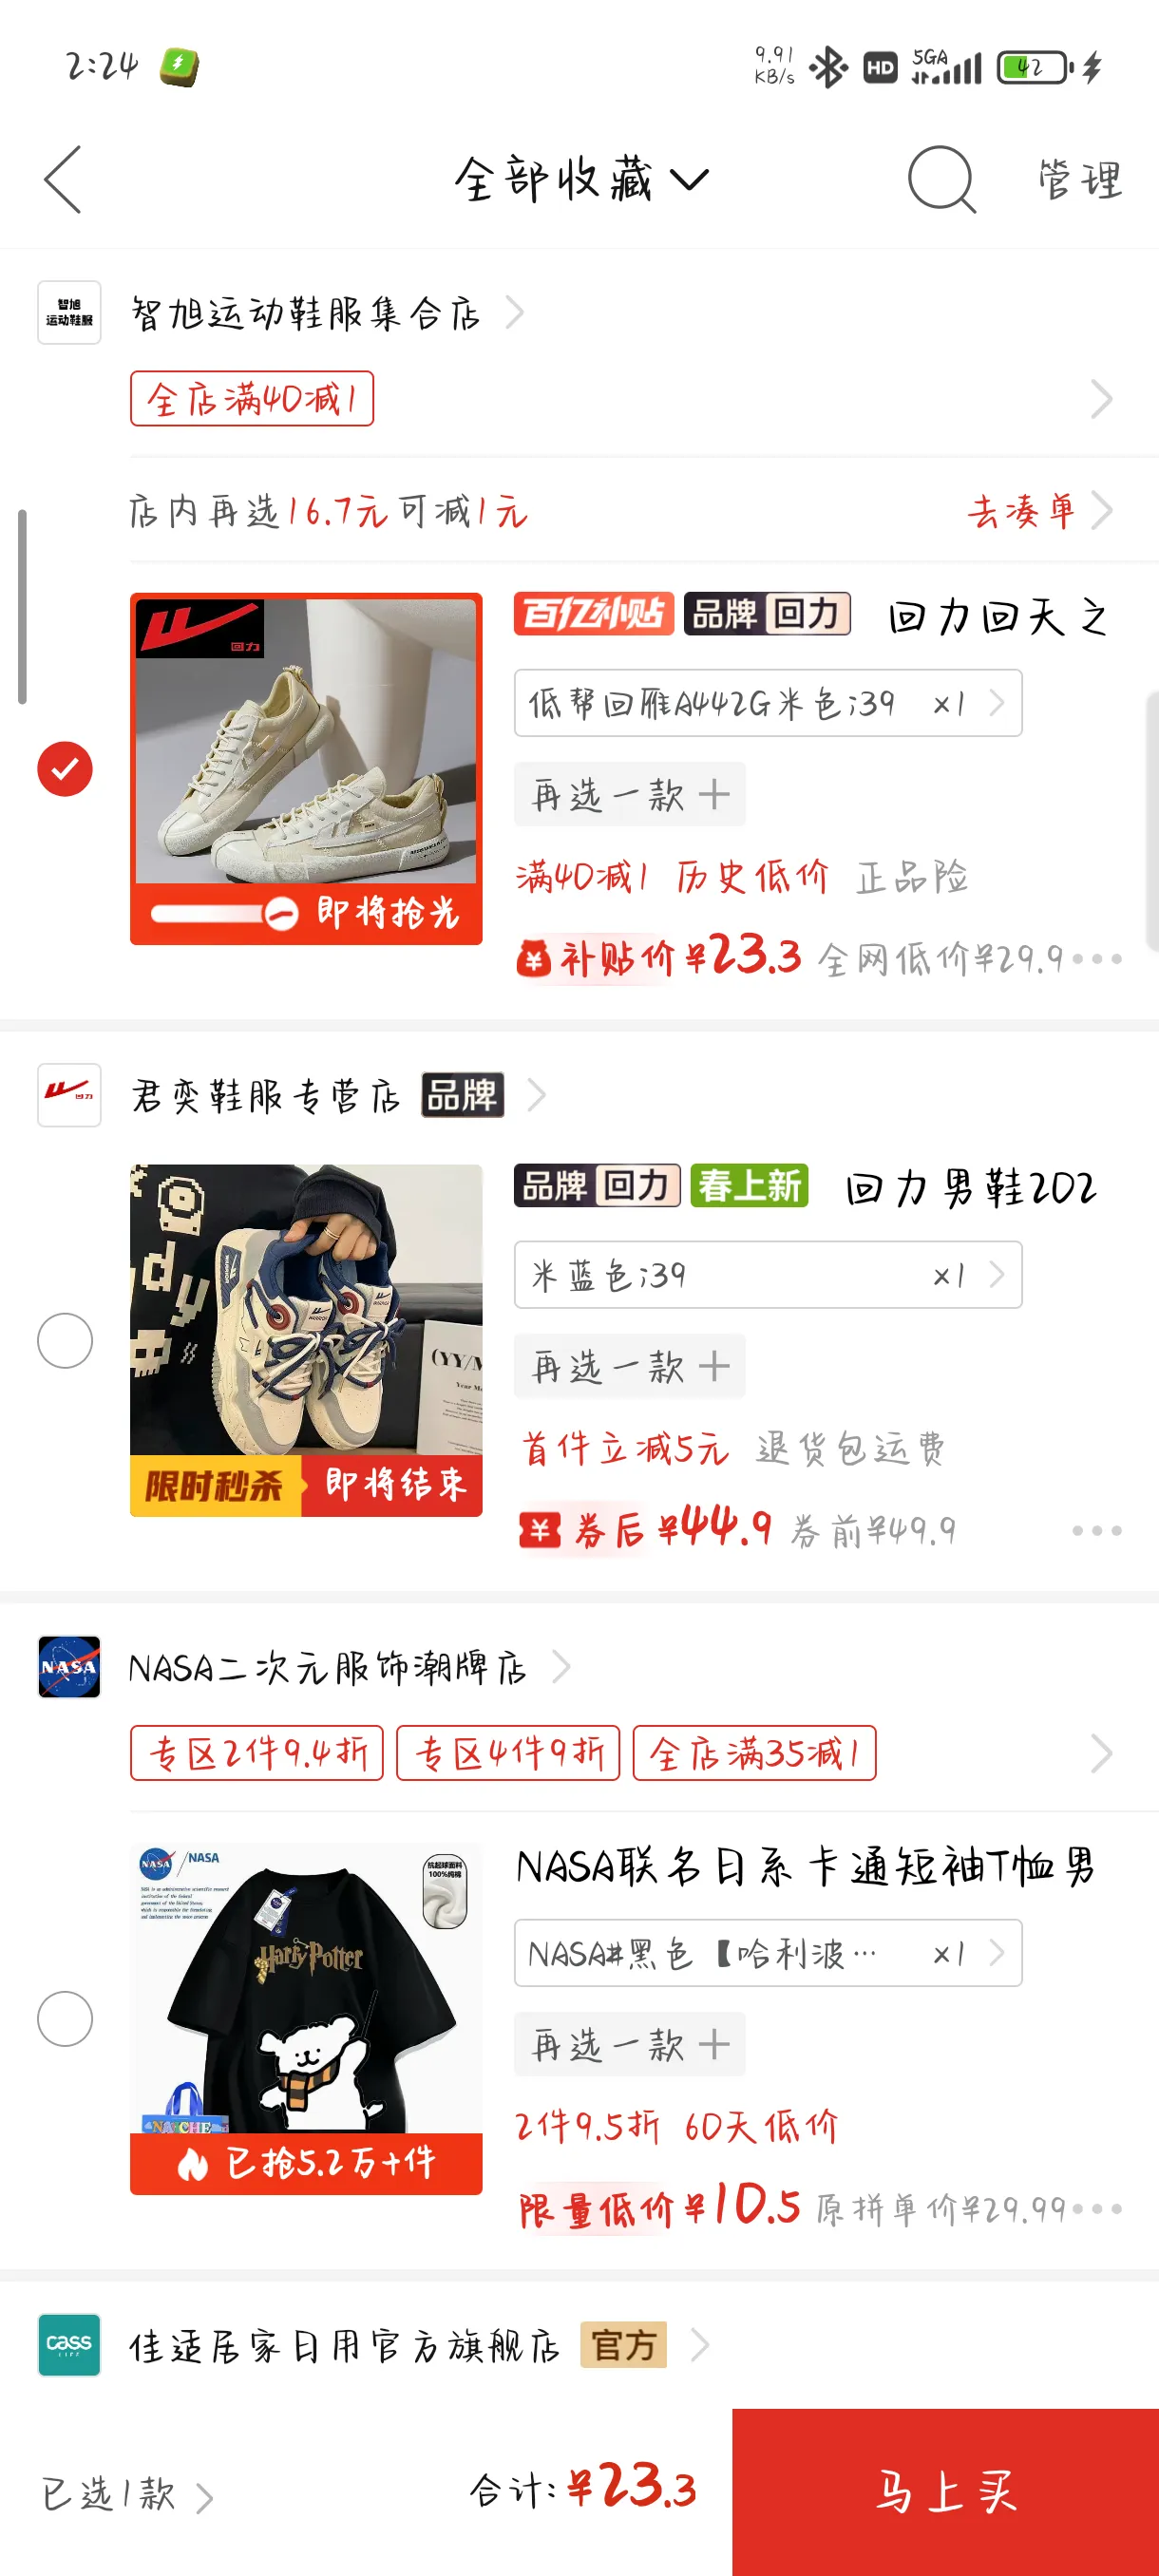 2:24
9.91
KB/s
HD
5GA
42
全部收藏
管理
智旭
运动鞋服
智旭运动鞋服集合店
全店满40减1
店内再选16.7元可减1元
去凑单
回力
百亿补贴 品牌 回力 回力回天之
低帮回雁A442G米色;39 ×1
再选一款 +
满40减1 历史低价 正品险
即将抢光
补贴价 ¥23.3 全网低价¥29.9
回力
君奕鞋服专营店 品牌
品牌 回力 春上新 回力男鞋202
米蓝色;39 ×1
再选一款 +
首件立减5元 退货包运费
限时秒杀 即将结束
券后 ¥44.9 券前¥49.9
NASA
NASA二次元服饰潮牌店
专区2件9.4折 专区4件9折 全店满35减1
NASA /NASA
抗起球面料
100%纯棉
Harry Potter
NASA联名日系卡通短袖T恤男
NASA#黑色【哈利波… ×1
再选一款 +
2件9.5折 60天低价
已抢5.2万+件
限量低价 ¥10.5 原拼单价¥29.99
cass
LIFE
佳适居家日用官方旗舰店 官方
已选1款
合计:¥23.3
马上买